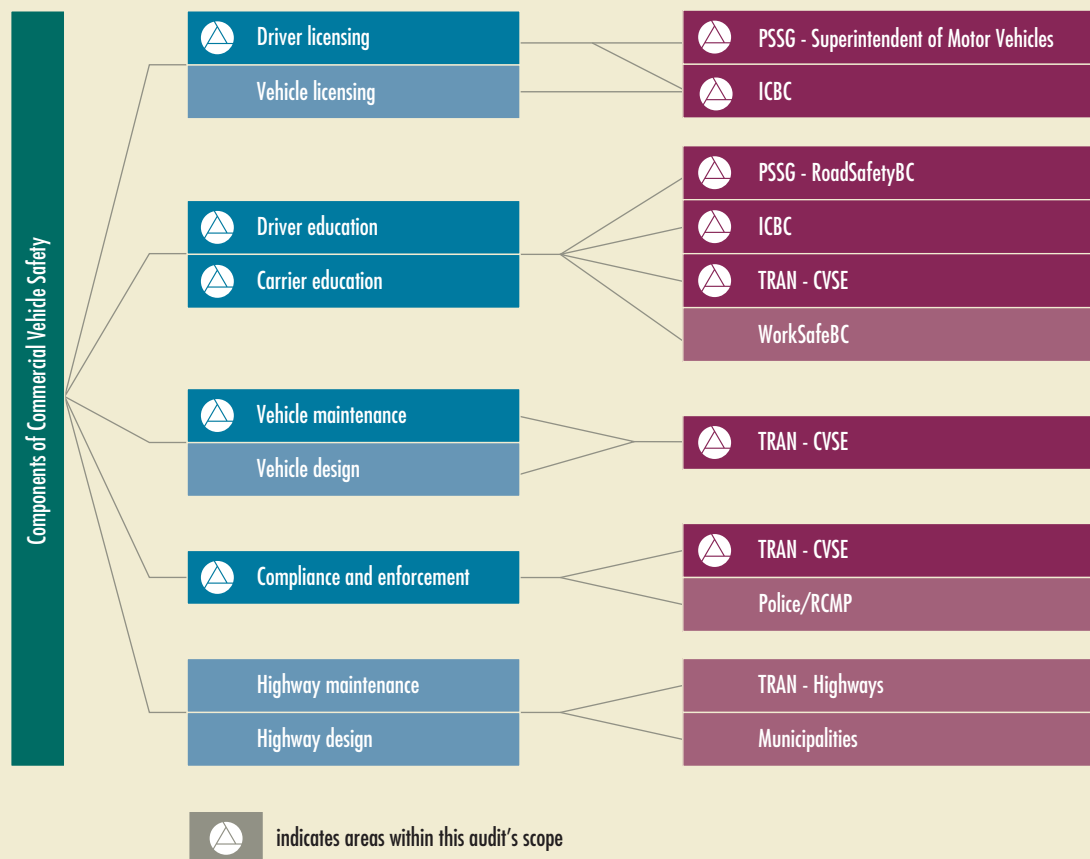 Components of Commercial Vehicle Safety
Driver licensing
Vehicle licensing
PSSG - Superintendent of Motor Vehicles
ICBC
Driver education
Carrier education
PSSG - RoadSafetyBC
ICBC
TRAN - CVSE
WorkSafeBC
Vehicle maintenance
Vehicle design
TRAN - CVSE
Compliance and enforcement
TRAN - CVSE
Police/RCMP
Highway maintenance
Highway design
TRAN - Highways
Municipalities
indicates areas within this audit's scope